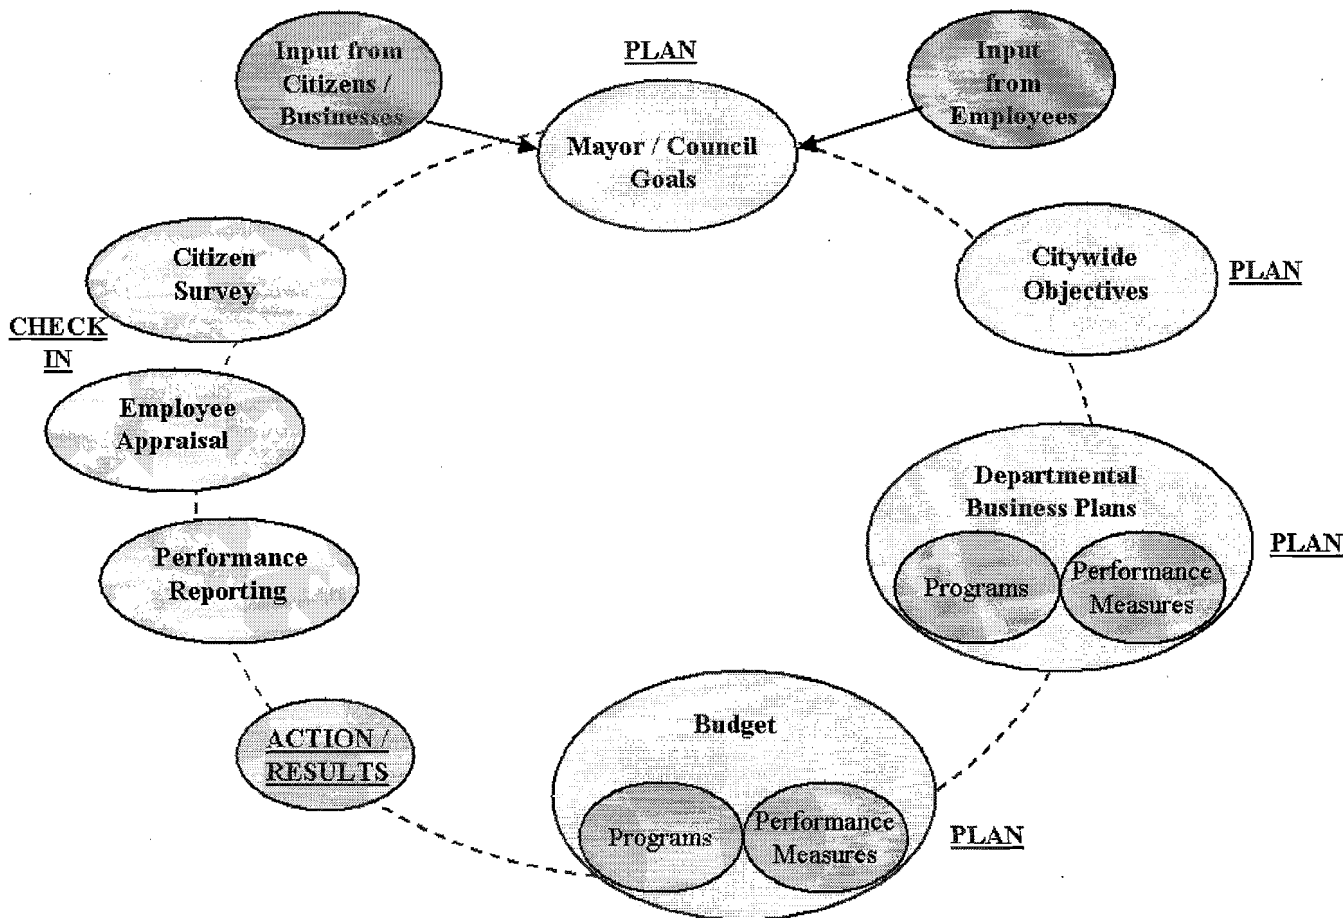 Input from
Citizens /
Businesses
PLAN
Input
from
Employees
Mayor / Council
Goals
Citizen
Survey
Citywide
Objectives
PLAN
CHECK
IN
Employee
Appraisal
Departmental
Business Plans
Programs
Performance
Measures
PLAN
Performance
Reporting
ACTION /
RESULTS
Budget
Programs
Performance
Measures
PLAN